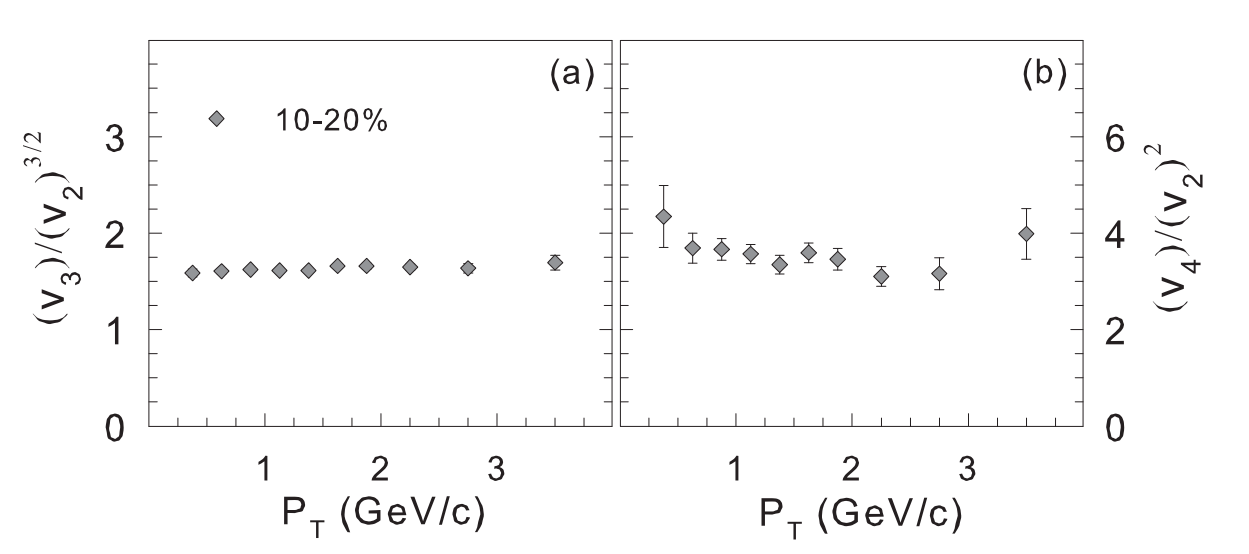 (a)
(b)
10-20%
3
2
1
0
6
4
2
0
(v3)/(v2)^3/2
(v4)/(v2)^2
1 2 3
1 2 3
PT (GeV/c)
PT (GeV/c)